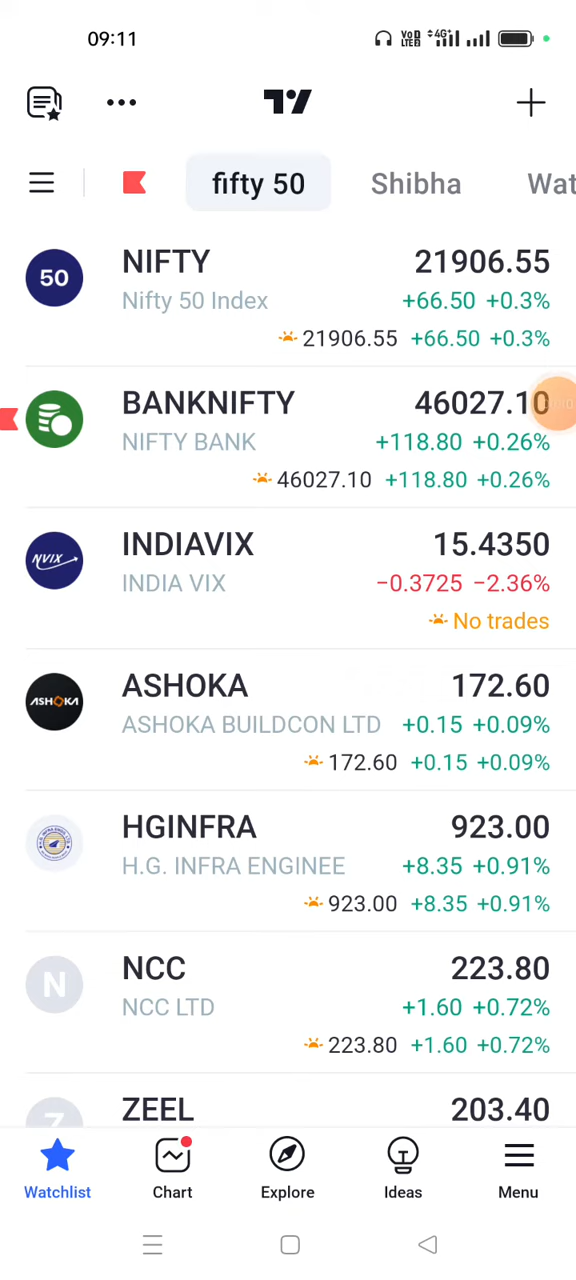 09:11
VoD LTE2 4G+
fifty 50 Shibha Wat
50 NIFTY 21906.55
Nifty 50 Index +66.50 +0.3%
21906.55 +66.50 +0.3%
BANKNIFTY 46027.10
NIFTY BANK +118.80 +0.26%
46027.10 +118.80 +0.26%
NVIX INDIAVIX 15.4350
INDIA VIX −0.3725 −2.36%
No trades
ASHOKA ASHOKA 172.60
ASHOKA BUILDCON LTD +0.15 +0.09%
172.60 +0.15 +0.09%
HGINFRA 923.00
H.G. INFRA ENGINEE +8.35 +0.91%
923.00 +8.35 +0.91%
N NCC 223.80
NCC LTD +1.60 +0.72%
223.80 +1.60 +0.72%
Z ZEEL 203.40
Watchlist Chart Explore Ideas Menu